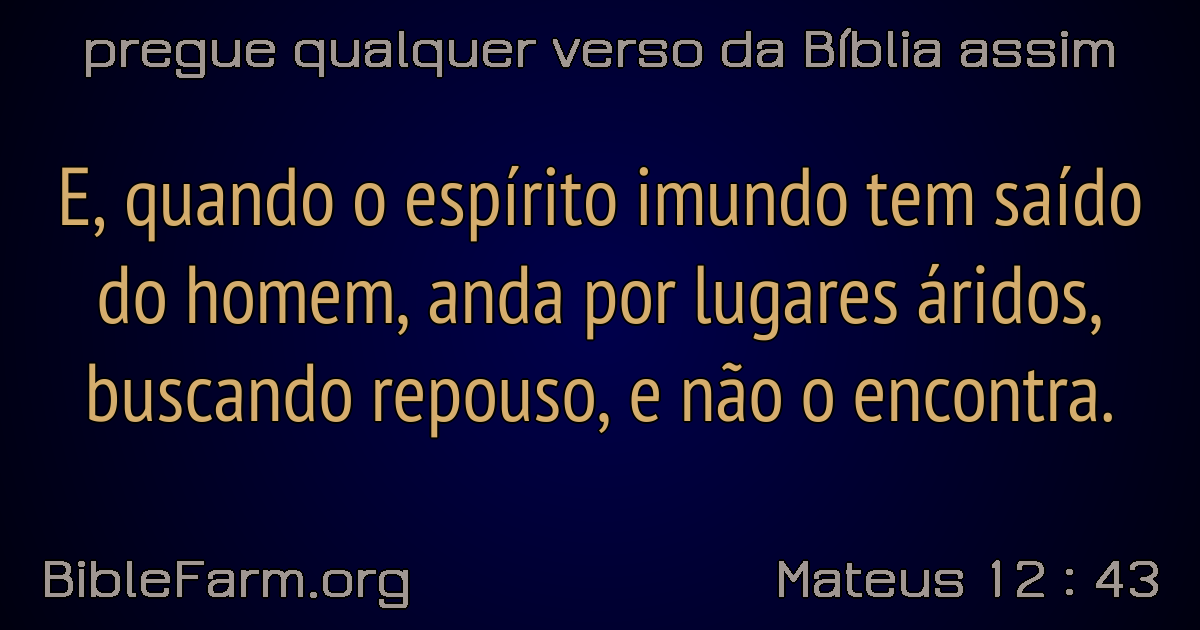 pregue qualquer verso da Bíblia assim
E, quando o espírito imundo tem saído
do homem, anda por lugares áridos,
buscando repouso, e não o encontra.
BibleFarm.org
Mateus 12 : 43